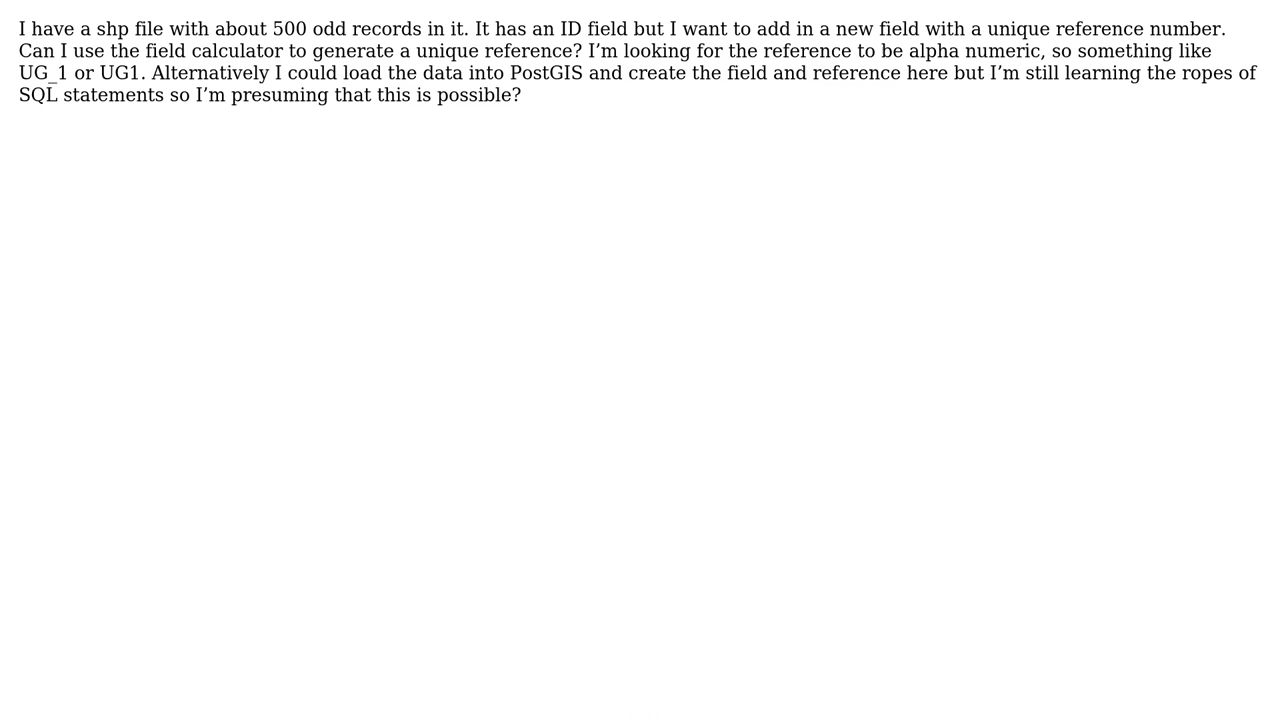 I have a shp file with about 500 odd records in it. It has an ID field but I want to add in a new field with a unique reference number.
Can I use the field calculator to generate a unique reference? I’m looking for the reference to be alpha numeric, so something like
UG_1 or UG1. Alternatively I could load the data into PostGIS and create the field and reference here but I’m still learning the ropes of
SQL statements so I’m presuming that this is possible?